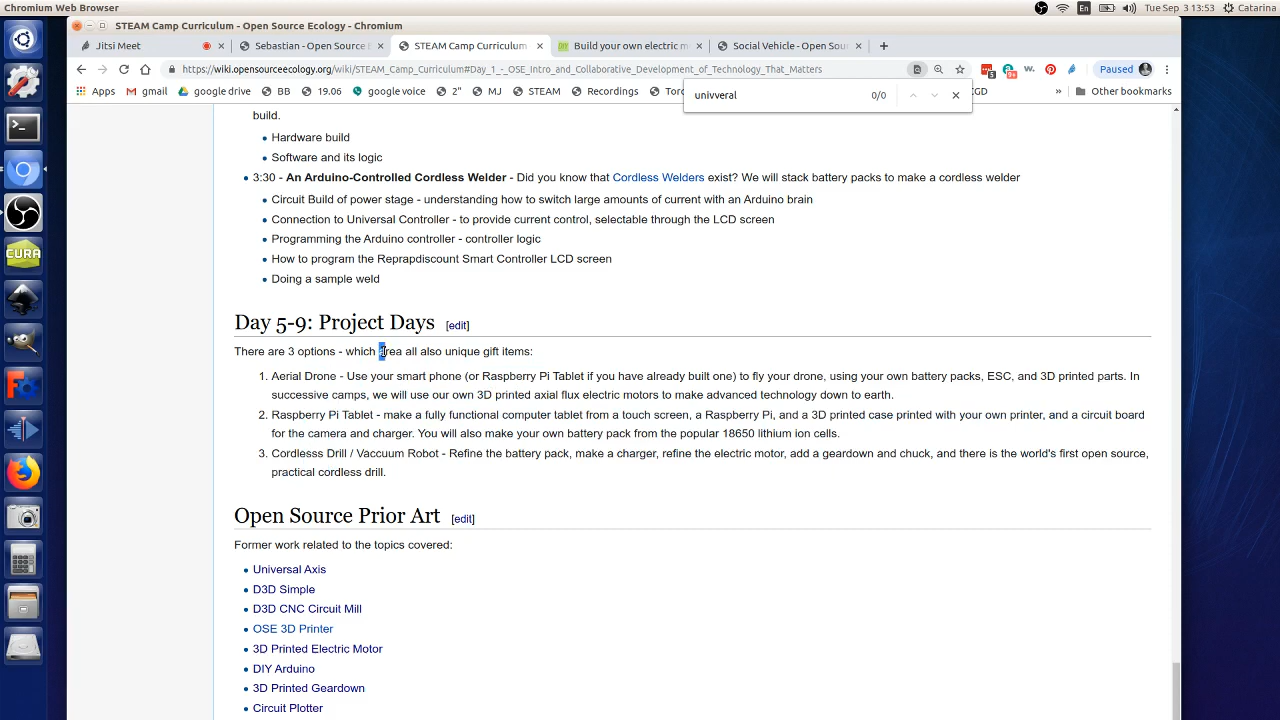 Chromium Web Browser
En
Tue Sep 3 13:53
Catarina
STEAM Camp Curriculum - Open Source Ecology - Chromium
Jitsi Meet
Sebastian - Open Source E
STEAM Camp Curriculum
Build your own electric m
Social Vehicle - Open Sou
https://wiki.opensourceecology.org/wiki/STEAM_Camp_Curriculum#Day_1_-_OSE_Intro_and_Collaborative_Development_of_Technology_That_Matters
Paused
Apps
gmail
google drive
BB
19.06
google voice
z"
MJ
STEAM
Recordings
Other bookmarks
univeral
0/0
build.
Hardware build
Software and its logic
3:30 - An Arduino-Controlled Cordless Welder - Did you know that Cordless Welders exist? We will stack battery packs to make a cordless welder
Circuit Build of power stage - understanding how to switch large amounts of current with an Arduino brain
Connection to Universal Controller - to provide current control, selectable through the LCD screen
Programming the Arduino controller - controller logic
How to program the Reprapdiscount Smart Controller LCD screen
Doing a sample weld
Day 5-9: Project Days [edit]
There are 3 options - which area all also unique gift items:
1. Aerial Drone - Use your smart phone (or Raspberry Pi Tablet if you have already built one) to fly your drone, using your own battery packs, ESC, and 3D printed parts. In
successive camps, we will use our own 3D printed axial flux electric motors to make advanced technology down to earth.
2. Raspberry Pi Tablet - make a fully functional computer tablet from a touch screen, a Raspberry Pi, and a 3D printed case printed with your own printer, and a circuit board
for the camera and charger. You will also make your own battery pack from the popular 18650 lithium ion cells.
3. Cordlesss Drill / Vaccuum Robot - Refine the battery pack, make a charger, refine the electric motor, add a geardown and chuck, and there is the world's first open source,
practical cordless drill.
Open Source Prior Art [edit]
Former work related to the topics covered:
Universal Axis
D3D Simple
D3D CNC Circuit Mill
OSE 3D Printer
3D Printed Electric Motor
DIY Arduino
3D Printed Geardown
Circuit Plotter
CURA